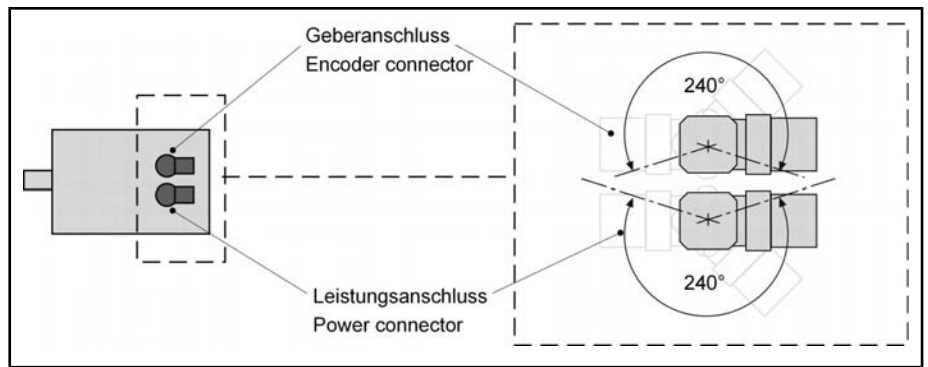 Geberanschluss
Encoder connector
240°
240°
Leistungsanschluss
Power connector